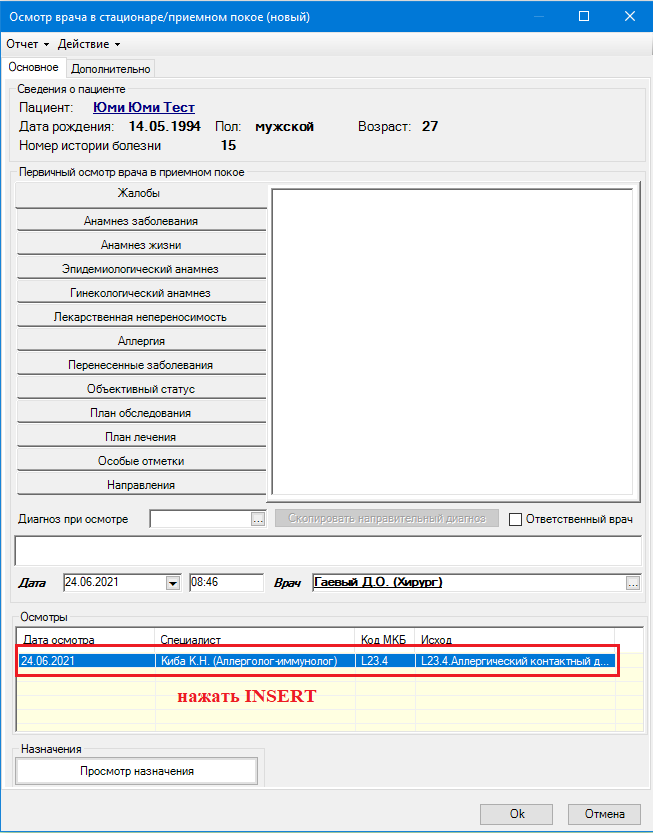 Осмотр врача в стационаре/приемном покое (новый)
Отчет Действие
Основное Дополнительно
Сведения о пациенте
Пациент: Юми Юми Тест
Дата рождения: 14.05.1994 Пол: мужской Возраст: 27
Номер истории болезни 15
Первичный осмотр врача в приемном покое
Жалобы
Анамнез заболевания
Анамнез жизни
Эпидемиологический анамнез
Гинекологический анамнез
Лекарственная непереносимость
Аллергия
Перенесенные заболевания
Объективный статус
План обследования
План лечения
Особые отметки
Направления
Диагноз при осмотре ... Скопировать направительный диагноз Ответственный врач
Дата 24.06.2021 08:46 Врач Гаевый Д.О. (Хирург) ...
Осмотры
Дата осмотра Специалист Код МКБ Исход
24.06.2021 Киба К.Н. (Аллерголог-иммунолог) L23.4 L23.4.Аллергический контактный д...
нажать INSERT
Назначения
Просмотр назначения
Ok Отмена